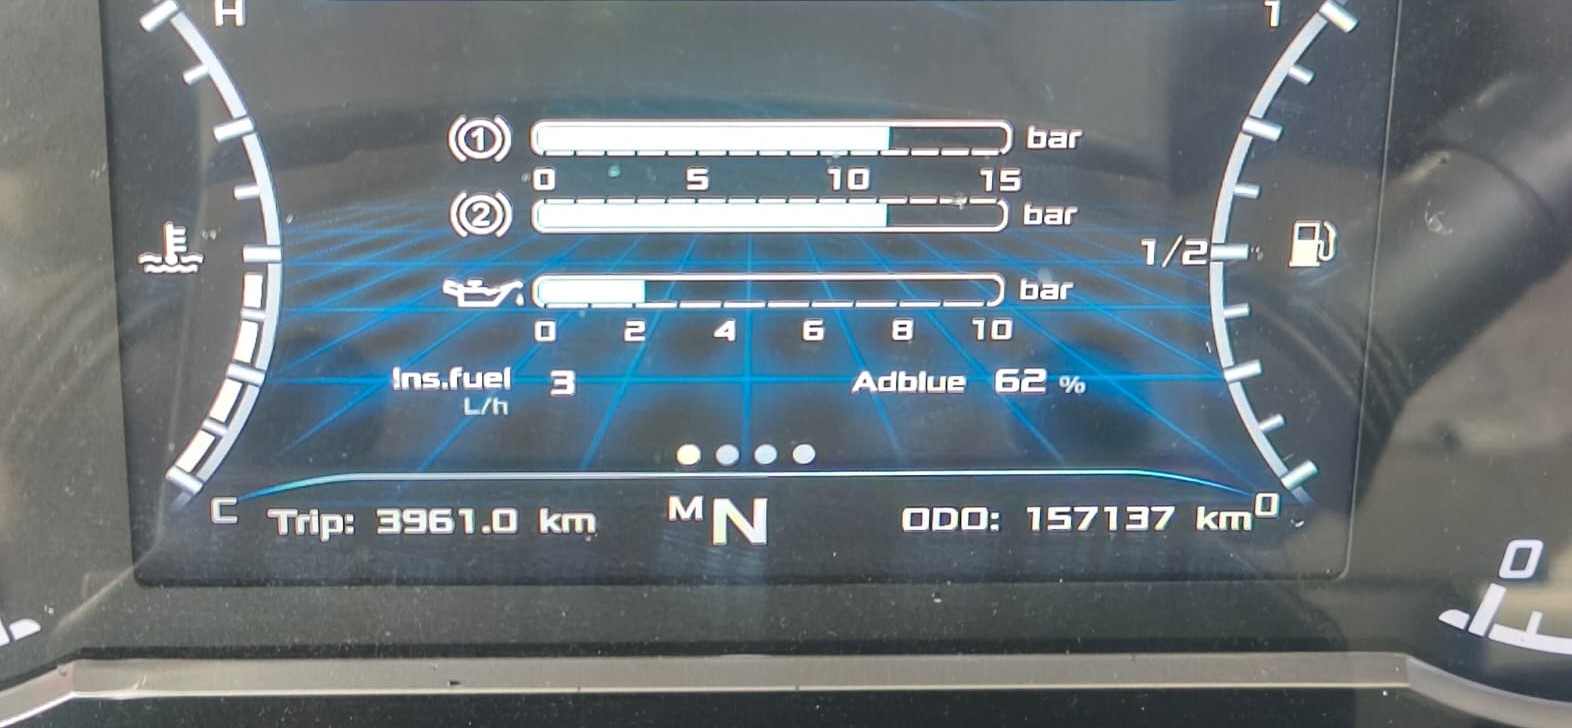 H
1
1 bar
0 5 10 15
2 bar
1/2
bar
0 2 4 6 8 10
Ins.fuel 3 Adblue 62 %
L/h
C Trip: 3961.0 km M N ODO: 157137 km 0
0